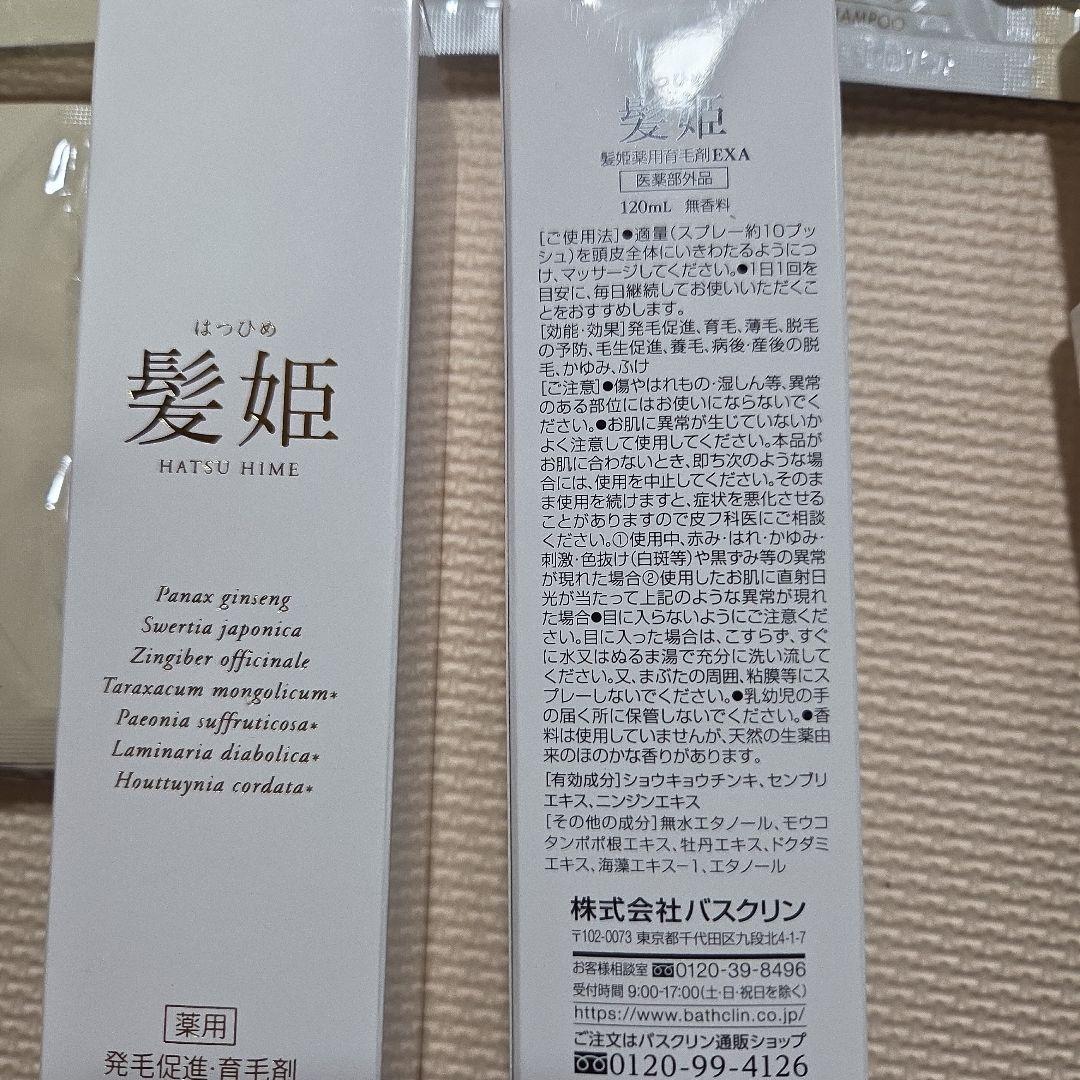 SHAMPOO
はつひめ
髪姫
HATSU HIME
Panax ginseng
Swertia japonica
Zingiber officinale
Taraxacum mongolicum*
Paeonia suffruticosa*
Laminaria diabolica*
Houttuynia cordata*
薬用
発毛促進・育毛剤
はつひめ
髪姫
髪姫薬用育毛剤EXA
医薬部外品
120mL 無香料
[ご使用法]●適量(スプレー約10プッ
シュ)を頭皮全体にいきわたるようにつ
け、マッサージしてください。●1日1回を
目安に、毎日継続してお使いいただくこ
とをおすすめします。
[効能・効果]発毛促進、育毛、薄毛、脱毛
の予防、毛生促進、養毛、病後・産後の脱
毛、かゆみ、ふけ
[ご注意]●傷やはれもの・湿しん等、異常
のある部位にはお使いにならないでく
ださい。●お肌に異常が生じていないか
よく注意して使用してください。本品が
お肌に合わないとき、即ち次のような場
合には、使用を中止してください。そのま
ま使用を続けますと、症状を悪化させる
ことがありますので皮フ科医にご相談
ください。①使用中、赤み・はれ・かゆみ・
刺激・色抜け(白斑等)や黒ずみ等の異常
が現れた場合②使用したお肌に直射日
光が当たって上記のような異常が現れ
た場合●目に入らないようにご注意くだ
さい。目に入った場合は、こすらず、すぐ
に水又はぬるま湯で充分に洗い流して
ください。又、まぶたの周囲、粘膜等にス
プレーしないでください。●乳幼児の手
の届く所に保管しないでください。●香
料は使用していませんが、天然の生薬由
来のほのかな香りがあります。
[有効成分]ショウキョウチンキ、センブリ
エキス、ニンジンエキス
[その他の成分]無水エタノール、モウコ
タンポポ根エキス、牡丹エキス、ドクダミ
エキス、海藻エキス-1、エタノール
株式会社バスクリン
〒102-0073 東京都千代田区九段北4-1-7
お客様相談室 0120-39-8496
受付時間 9:00-17:00(土・日・祝日を除く)
https://www.bathclin.co.jp/
ご注文はバスクリン通販ショップ
0120-99-4126